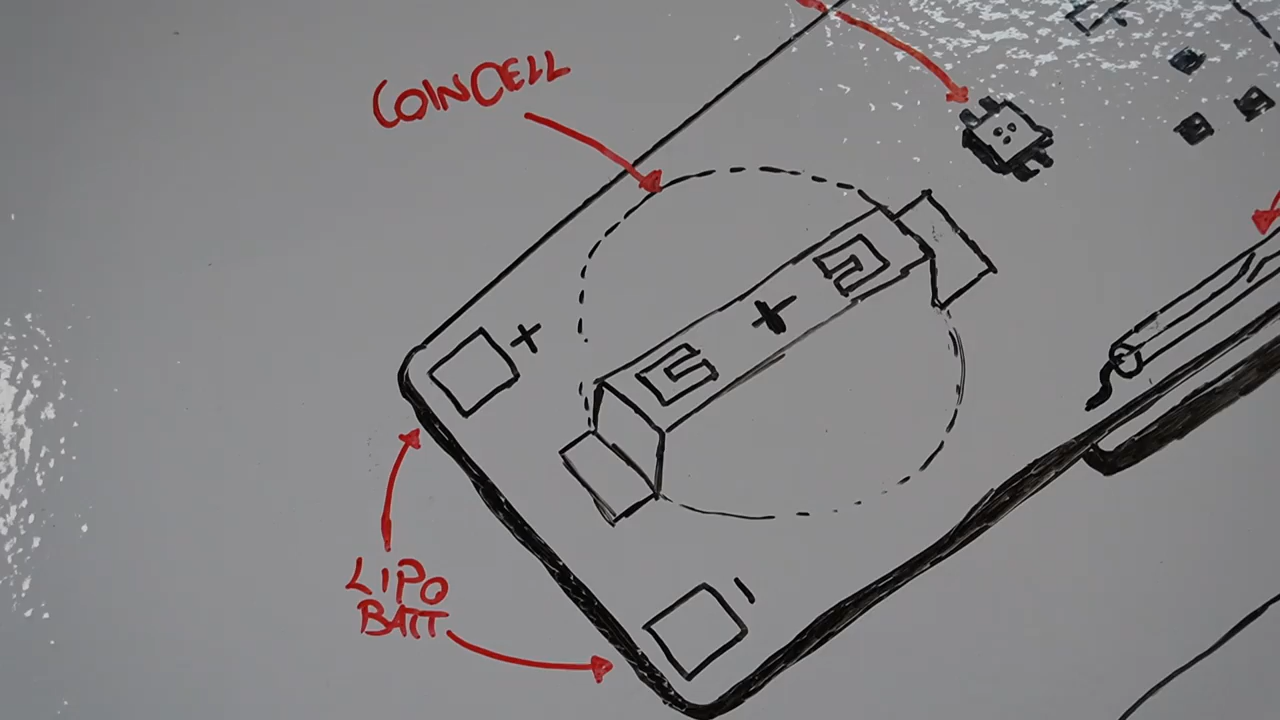 COINCELL
+
+
LIPO
BATT
-